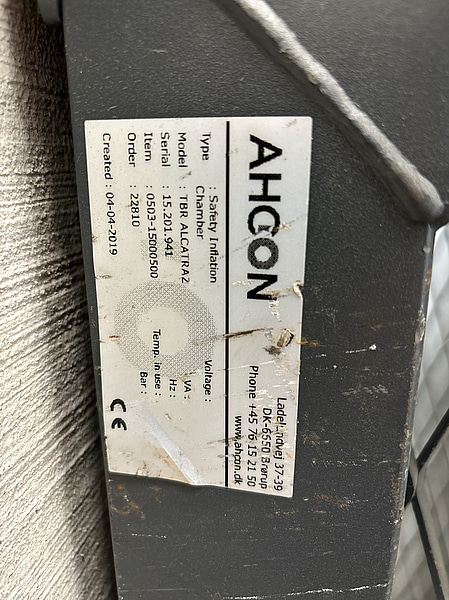 AHCON
Ladelundvej 37-39
DK-6650 Brørup
Phone +45 76 15 21 50
www.ahcon.dk
Type : Safety Inflation
Chamber
Model : TBR ALCATRAZ
Serial : 15.201.941
Item : 0503-15000500
Order : 22810
Created : 04-04-2019
Voltage :
VA :
Hz :
Temp. in use :
Bar :
CE